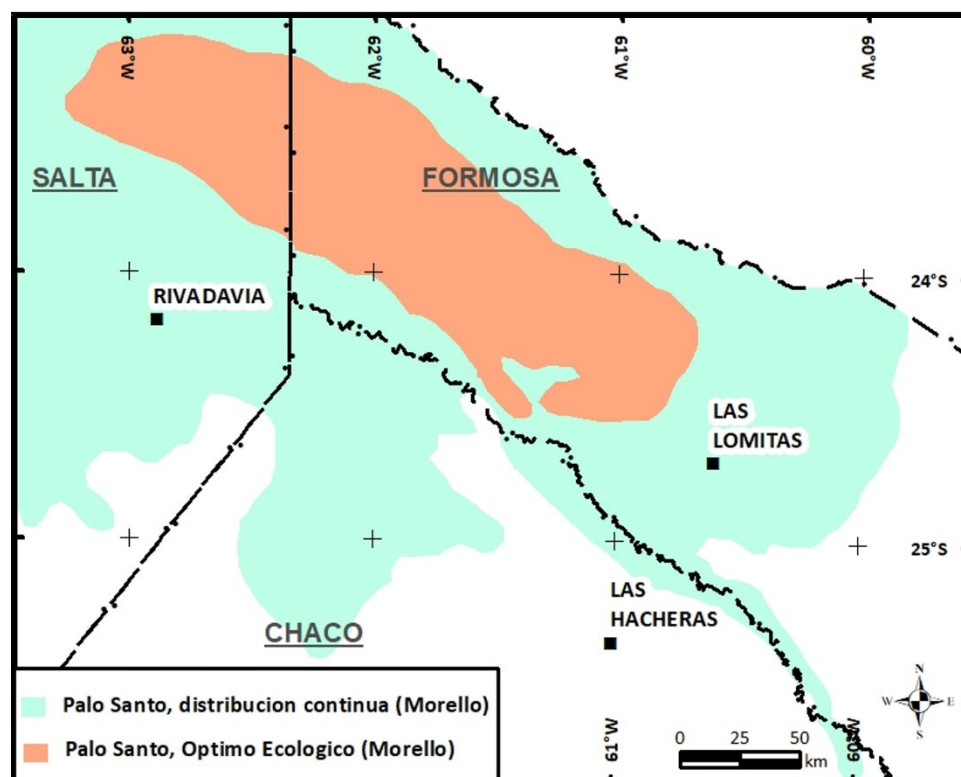 63°W
62°W
61°W
60°W
SALTA
FORMOSA
24°S
RIVADAVIA
LAS
LOMITAS
25°S
LAS
HACHERAS
CHACO
Palo Santo, distribucion continua (Morello)
Palo Santo, Optimo Ecologico (Morello)
N
W
E
S
61°W
60°W
0 25 50
km